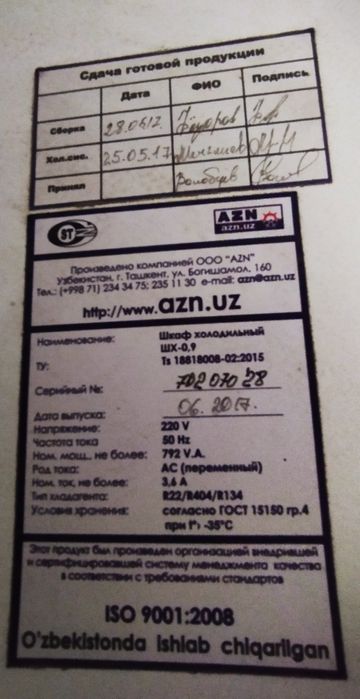 Сдача готовой продукции
Дата ФИО Подпись
Сборка
Хол.сис. 25.05.17
Принял
ST AZN
azn.uz
Произведено компанией ООО "AZN"
Узбекистан, г. Ташкент, ул. Богишамол, 160
Тел.: (+998 71) 234 34 75; 235 11 30 e-mail: azn@azn.uz
http://www.azn.uz
Наименование: Шкаф холодильный
ШХ-0,9
ТУ: Ts 18818008-02:2015
Серийный №: 702 070 28
Дата выпуска: 06. 2017.
Напряжение: 220 V
Частота тока 50 Hz
Ном. мощ., не более: 792 V.A.
Род тока: AC (переменный)
Ном. ток, не более: 3,6 A
Тип хладагента: R22/R404/R134
Условия хранения: согласно ГОСТ 15150 гр.4
при t°› -35°C
Этот продукт был произведен организацией внедрившей
и сертифицировавшей систему менеджмента качества
в соответствии с требованиями стандартов
ISO 9001:2008
O'zbekistonda ishlab chiqarilgan